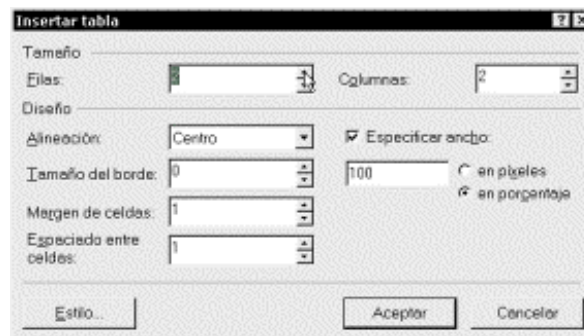 Insertar tabla
Tamaño
Filas:
Columnas: 2
Diseño
Alineación: Centro
Especificar ancho:
Tamaño del borde: 0
100 en píxeles
en porcentaje
Margen de celdas: 1
Espaciado entre
celdas: 1
Estilo... Aceptar Cancelar